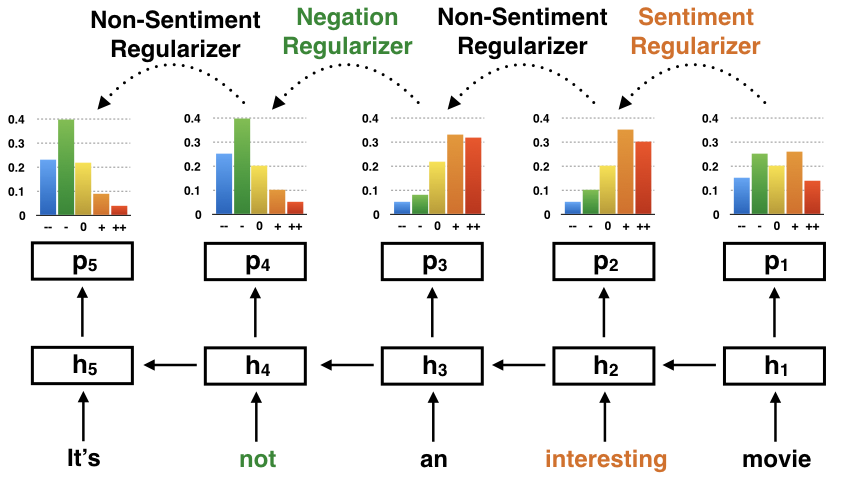 Non-Sentiment Regularizer
Negation Regularizer
Non-Sentiment Regularizer
Sentiment Regularizer
0.4 0.4 0.4 0.4 0.4
0.3 0.3 0.3 0.3 0.3
0.2 0.2 0.2 0.2 0.2
0.1 0.1 0.1 0.1 0.1
0 0 0 0 0
-- - 0 + ++ -- - 0 + ++ -- - 0 + ++ -- - 0 + ++ -- - 0 + ++
p5 p4 p3 p2 p1
h5 h4 h3 h2 h1
It's not an interesting movie